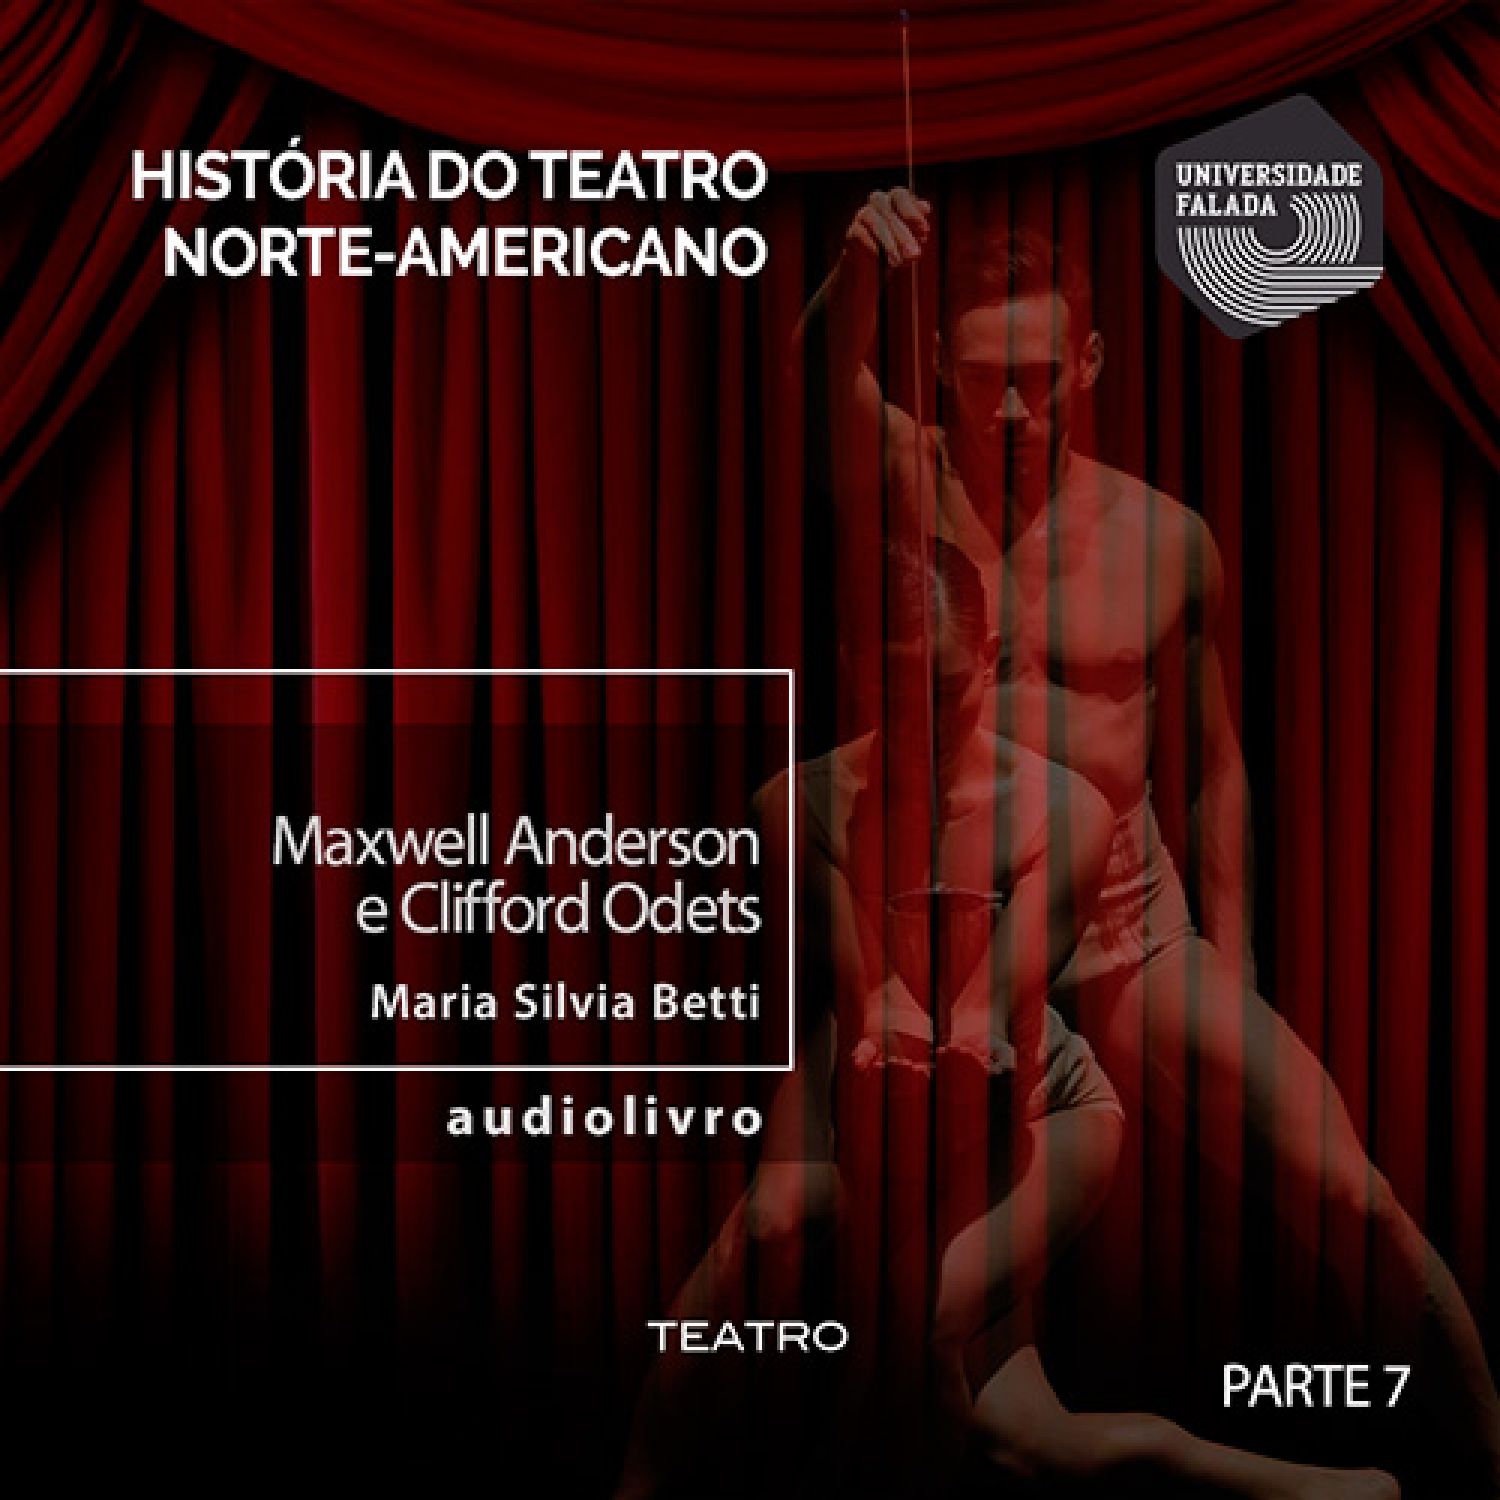 HISTÓRIA DO TEATRO
NORTE-AMERICANO
UNIVERSIDADE
FALADA
Maxwell Anderson
e Clifford Odets
Maria Silvia Betti
audiolivro
TEATRO
PARTE 7